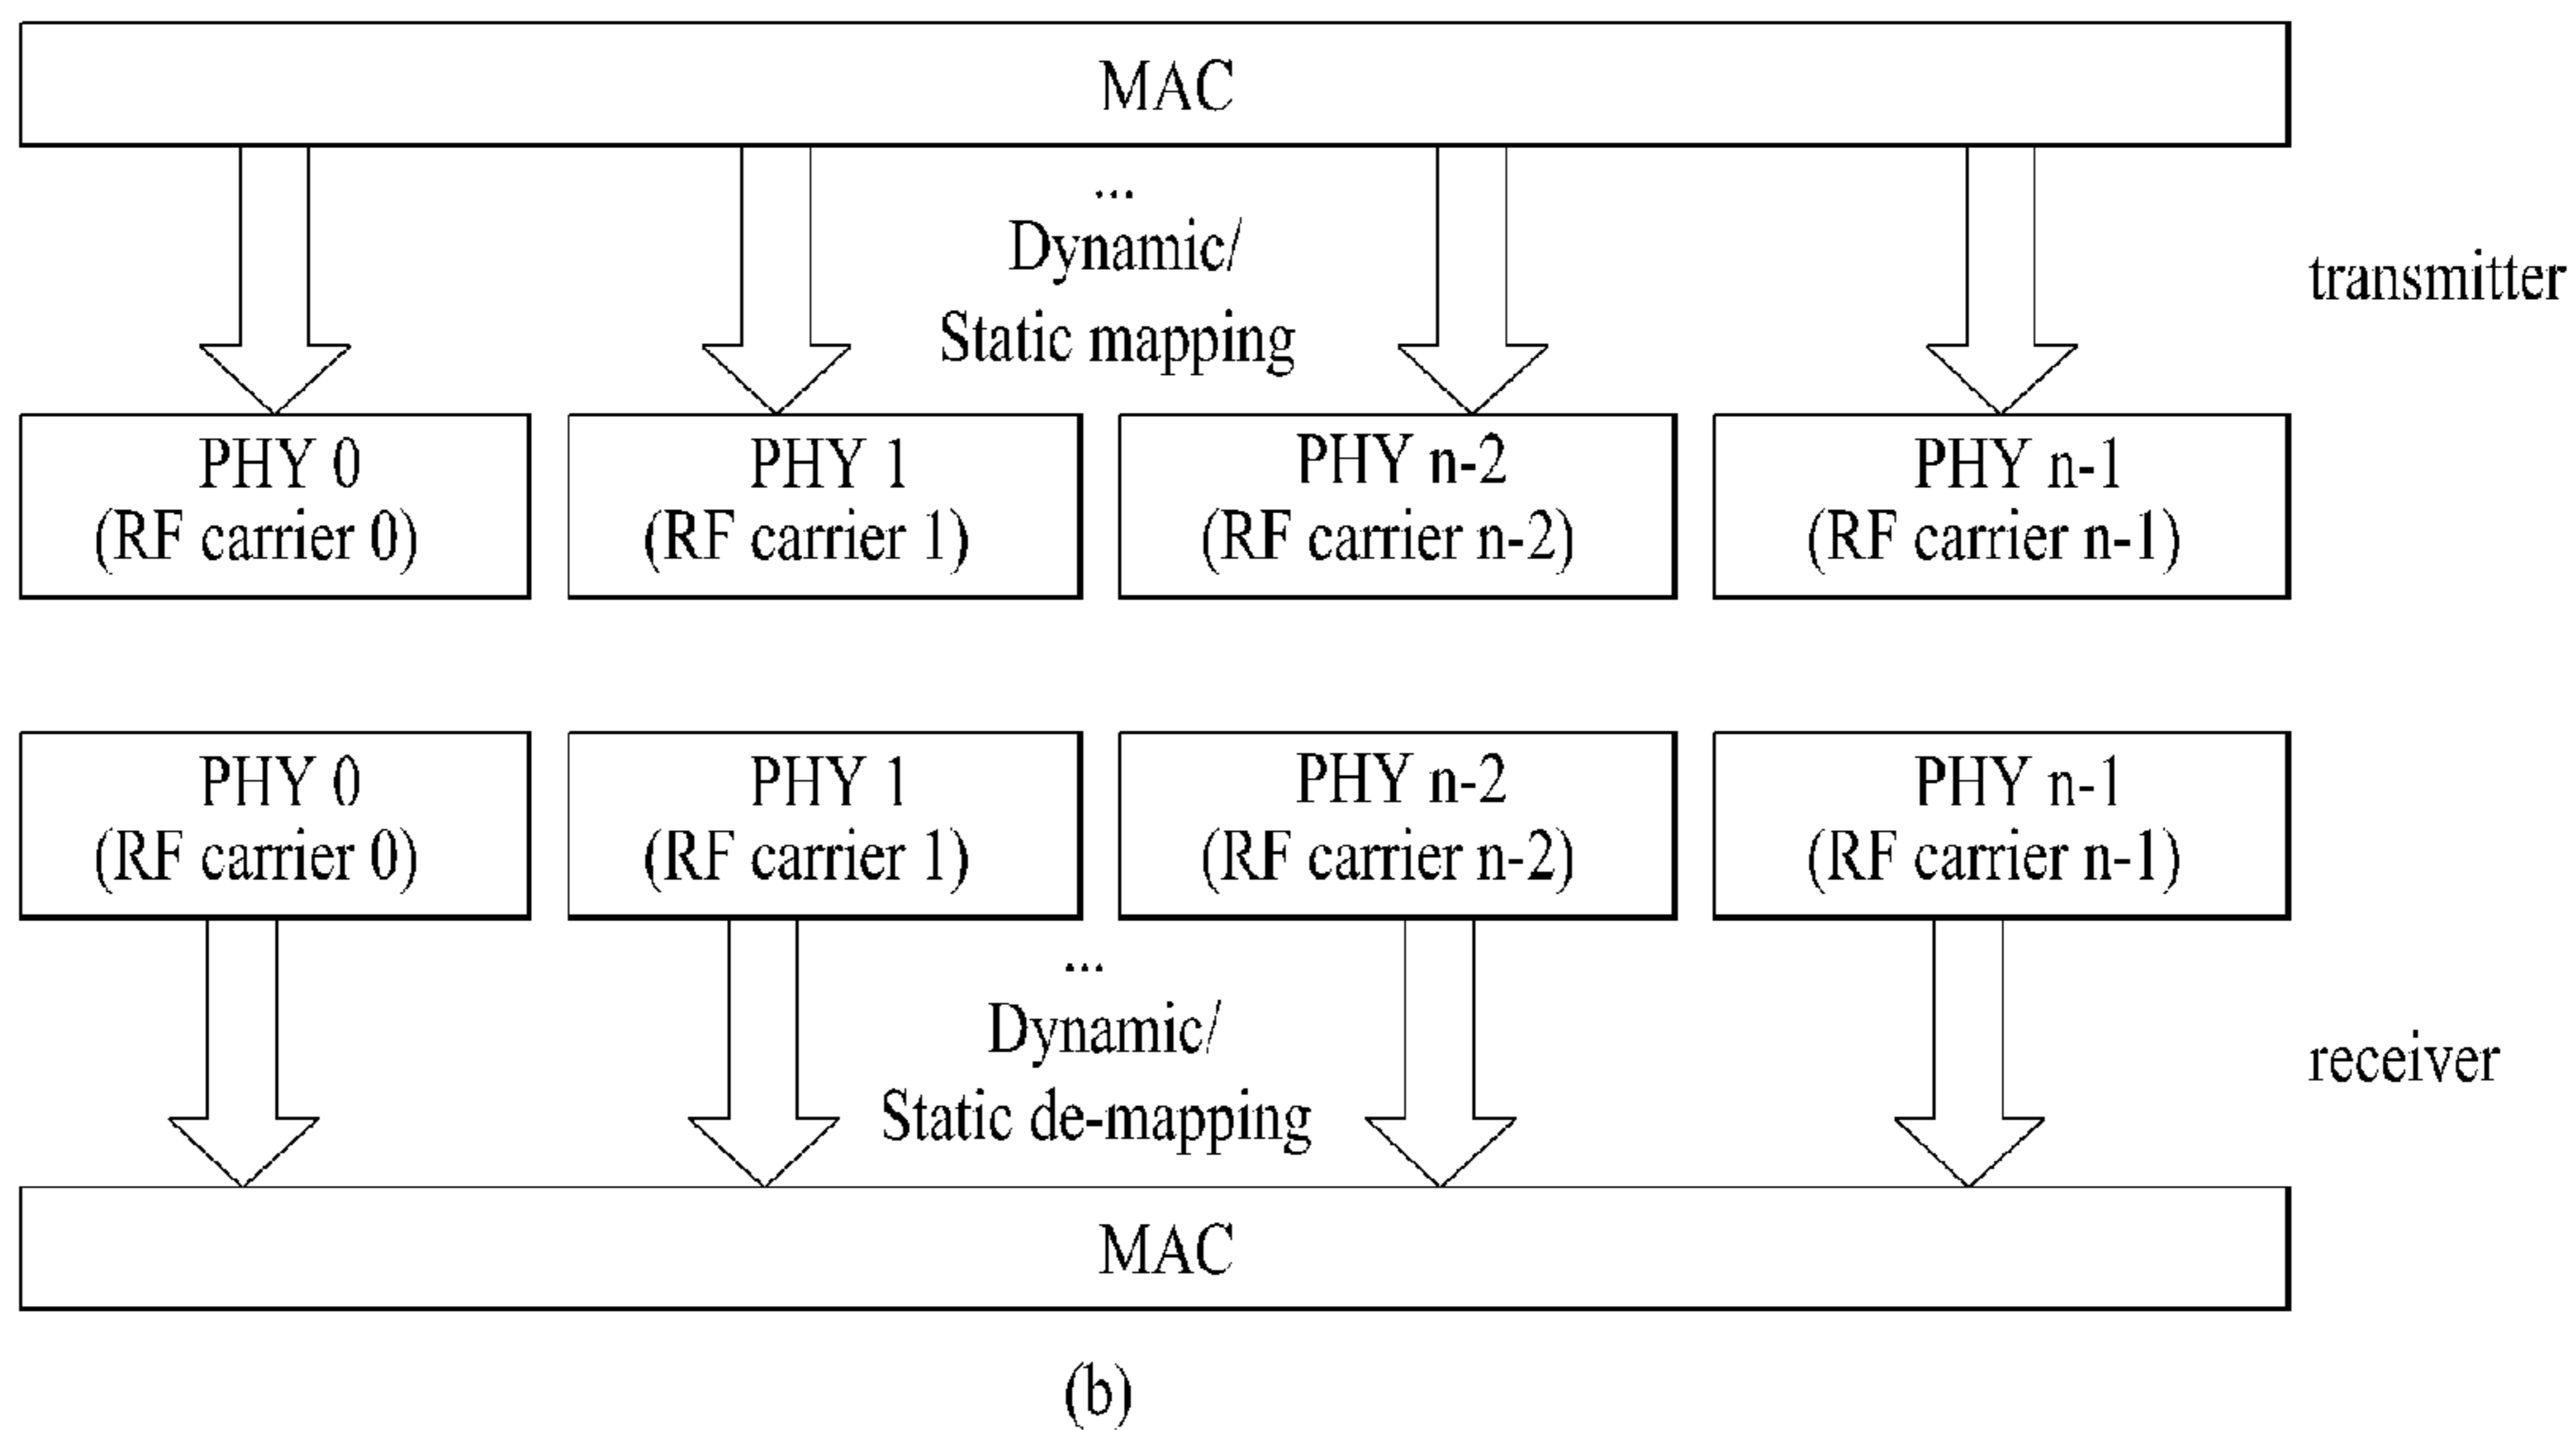 MAC
...
Dynamic/
Static mapping
transmitter
PHY 0
(RF carrier 0)
PHY 1
(RF carrier 1)
PHY n-2
(RF carrier n-2)
PHY n-1
(RF carrier n-1)
PHY 0
(RF carrier 0)
PHY 1
(RF carrier 1)
PHY n-2
(RF carrier n-2)
PHY n-1
(RF carrier n-1)
...
Dynamic/
Static de-mapping
receiver
MAC
(b)